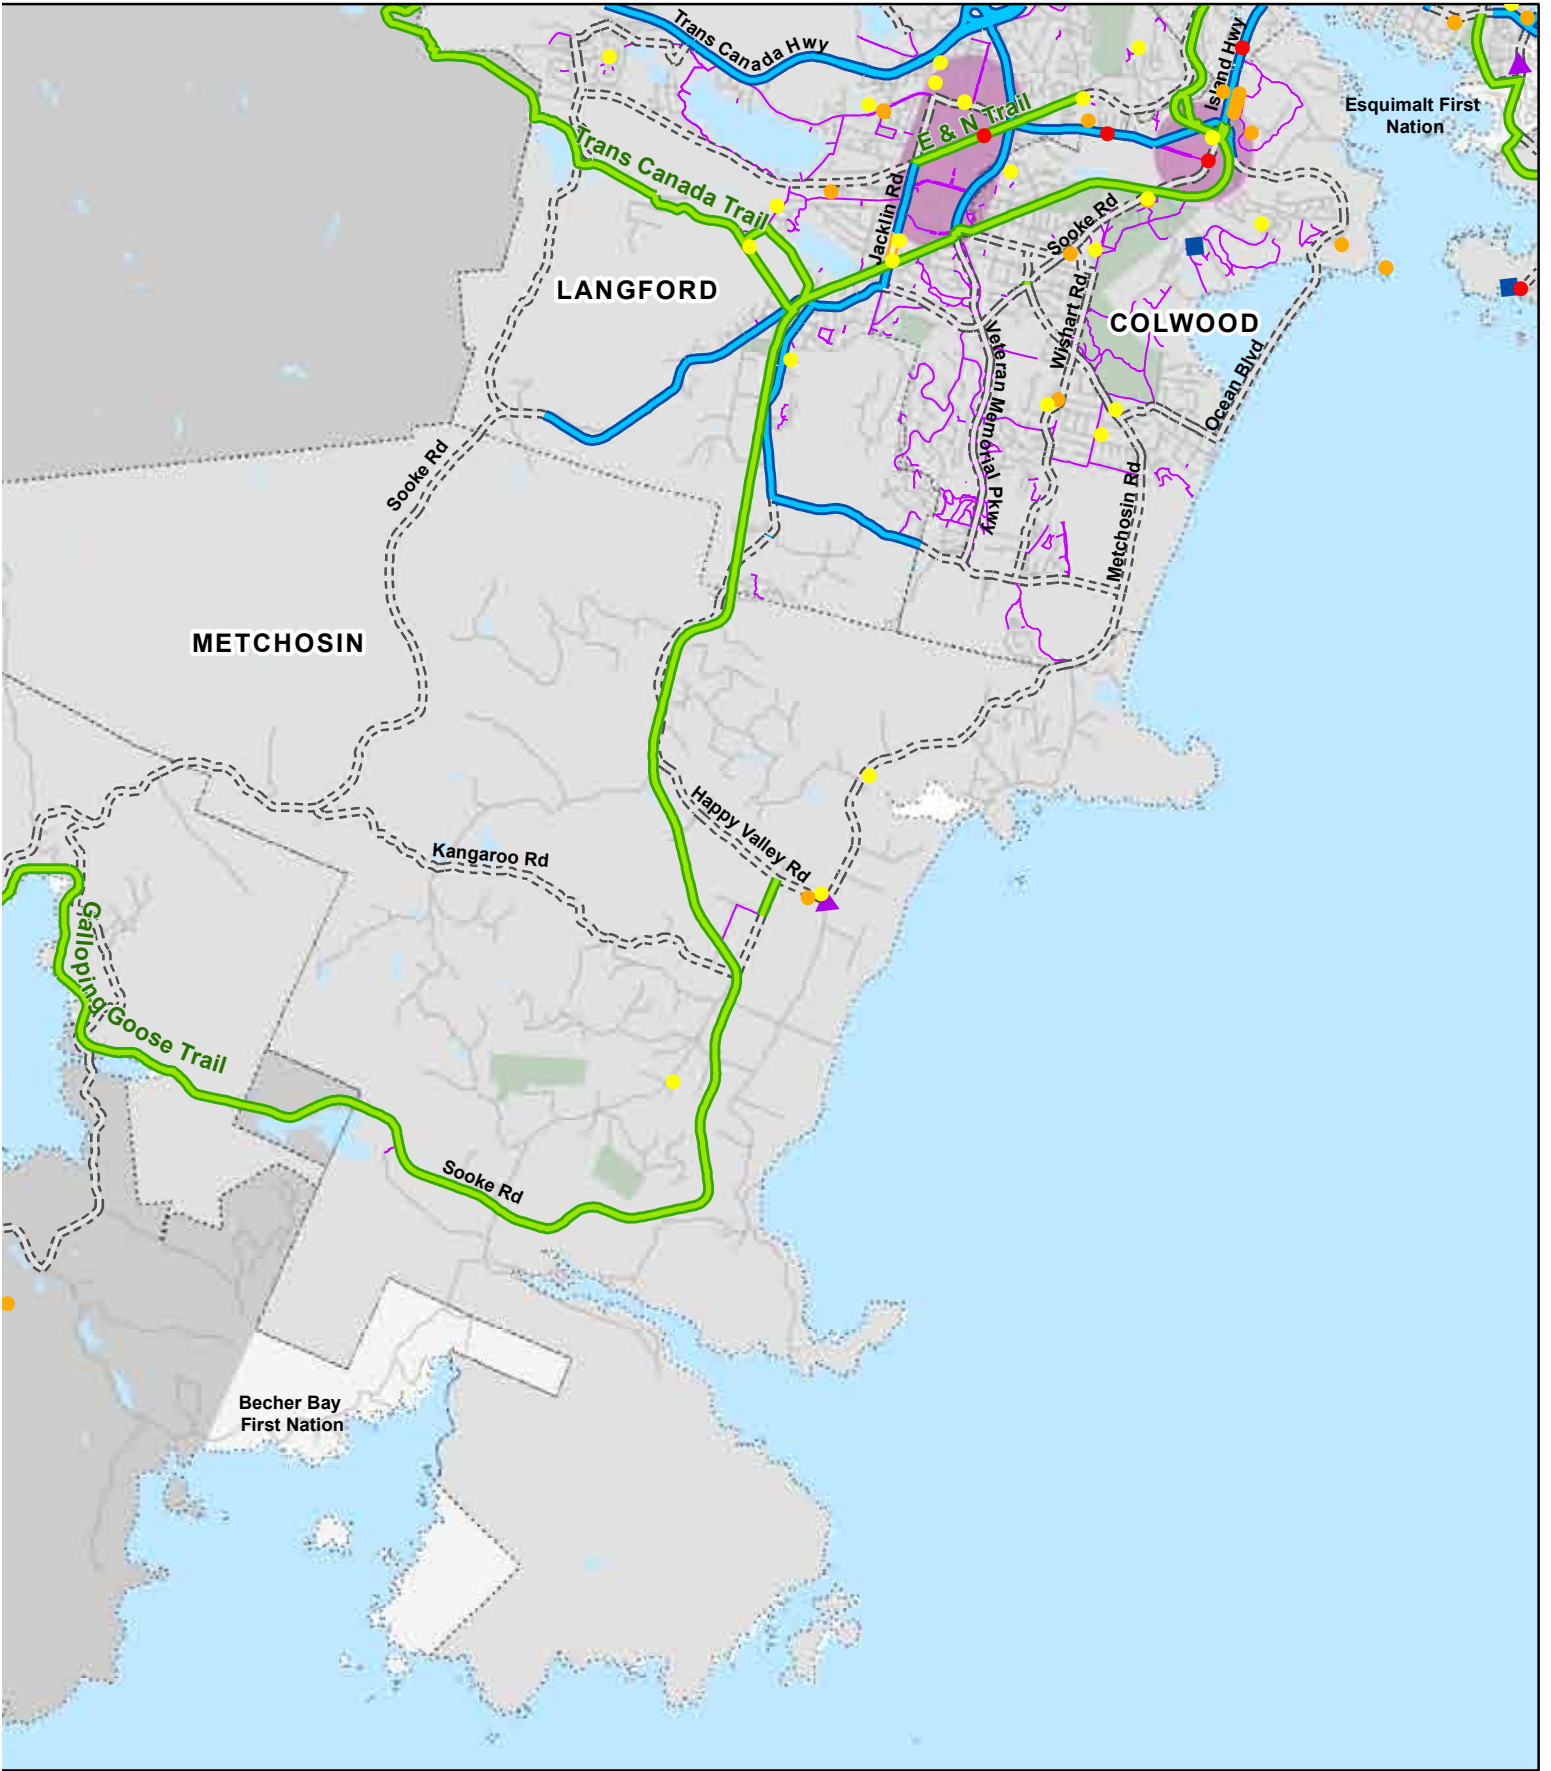 Trans Canada Hwy
Island Hwy
Esquimalt First
Nation
E & N Trail
Trans Canada Trail
Jacklin Rd
Sooke Rd
LANGFORD
COLWOOD
Wishart Rd
Veteran Memorial Pkwy
Ocean Blvd
Sooke Rd
Metchosin Rd
METCHOSIN
Happy Valley Rd
Kangaroo Rd
Galloping Goose Trail
Sooke Rd
Becher Bay
First Nation